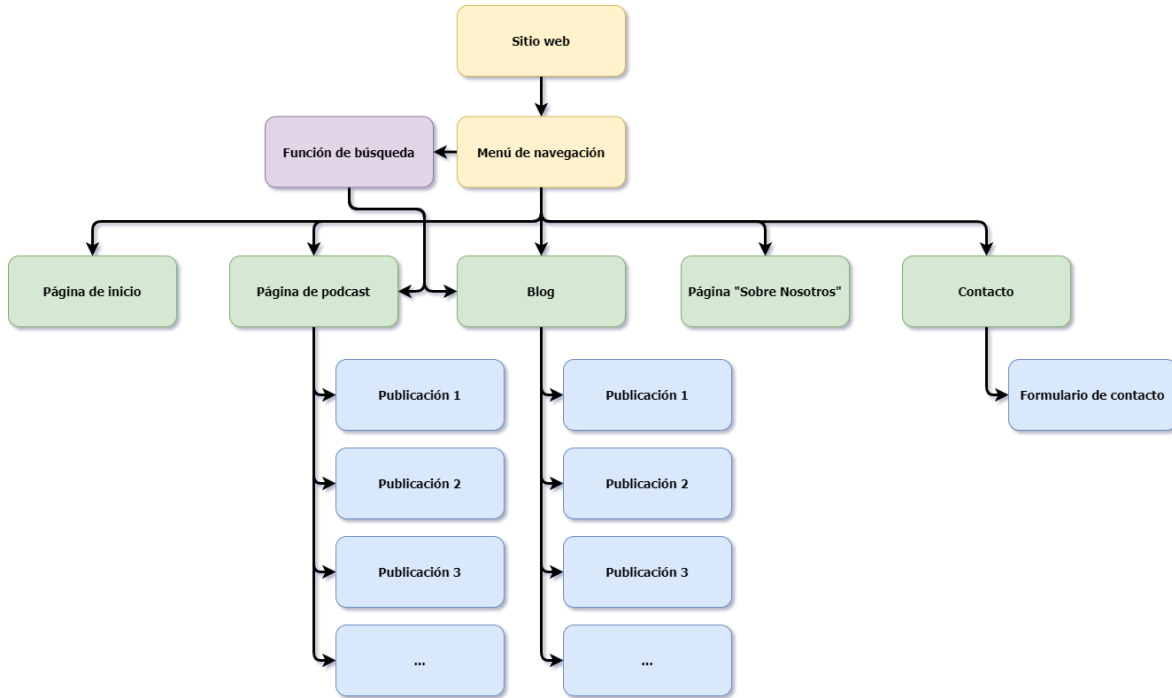 Sitio web
Función de búsqueda
Menú de navegación
Página de inicio
Página de podcast
Blog
Página "Sobre Nosotros"
Contacto
Publicación 1
Publicación 1
Formulario de contacto
Publicación 2
Publicación 2
Publicación 3
Publicación 3
...
...